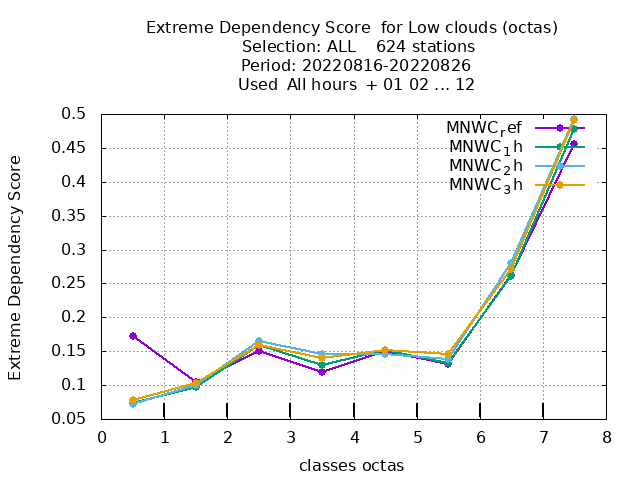 Extreme Dependency Score  for Low clouds (octas)
Selection: ALL    624 stations
Period: 20220816-20220826
Used  All hours  + 01 02 ... 12
MNWC_ref
MNWC_1h
MNWC_2h
MNWC_3h
Extreme Dependency Score
0.5
0.45
0.4
0.35
0.3
0.25
0.2
0.15
0.1
0.05
0 1 2 3 4 5 6 7 8
classes octas